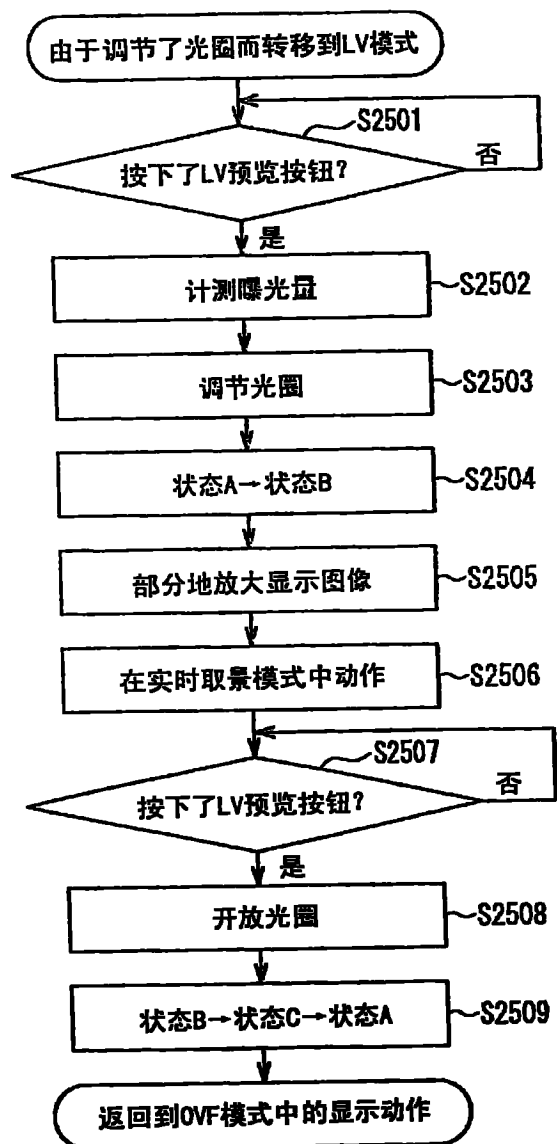 由于调节了光圈而转移到LV模式
S2501
按下了LV预览按钮?
否
是
计测曝光量
S2502
调节光圈
S2503
状态A→状态B
S2504
部分地放大显示图像
S2505
在实时取景模式中动作
S2506
S2507
按下了LV预览按钮?
否
是
开放光圈
S2508
状态B→状态C→状态A
S2509
返回到OVF模式中的显示动作